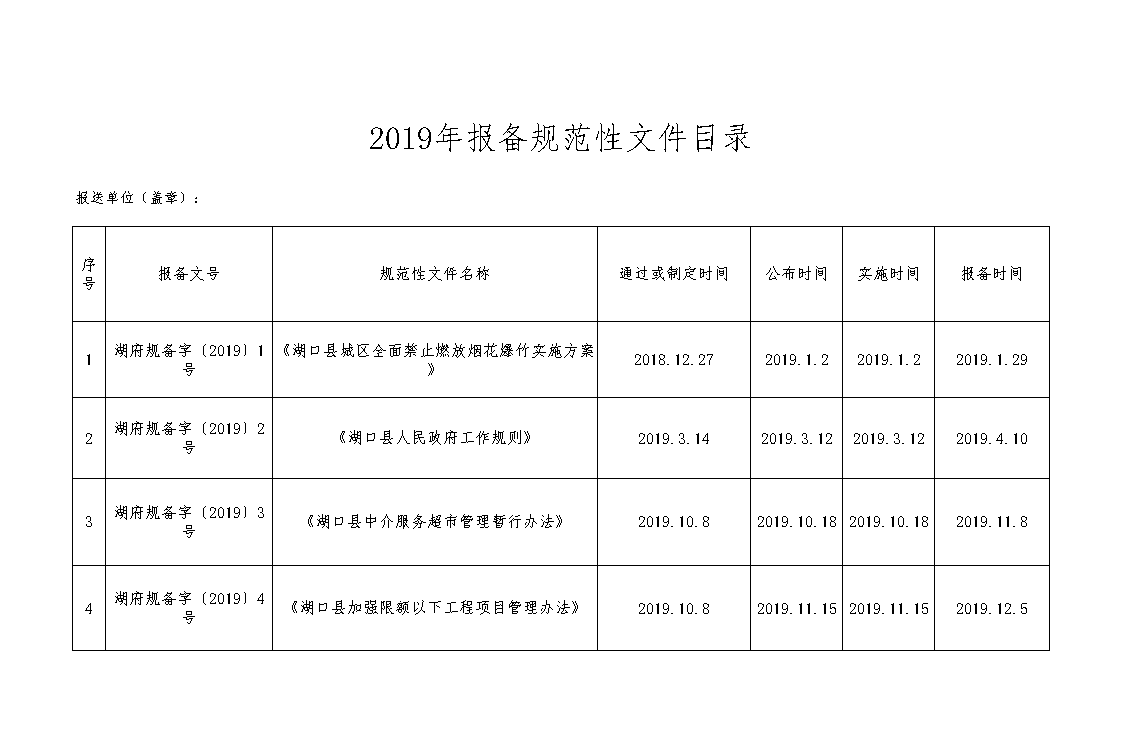 2019年报备规范性文件目录
报送单位（盖章）：
序号 报备文号 规范性文件名称 通过或制定时间 公布时间 实施时间 报备时间
1 湖府规备字〔2019〕1号 《湖口县城区全面禁止燃放烟花爆竹实施方案》 2018.12.27 2019.1.2 2019.1.2 2019.1.29
2 湖府规备字〔2019〕2号 《湖口县人民政府工作规则》 2019.3.14 2019.3.12 2019.3.12 2019.4.10
3 湖府规备字〔2019〕3号 《湖口县中介服务超市管理暂行办法》 2019.10.8 2019.10.18 2019.10.18 2019.11.8
4 湖府规备字〔2019〕4号 《湖口县加强限额以下工程项目管理办法》 2019.10.8 2019.11.15 2019.11.15 2019.12.5